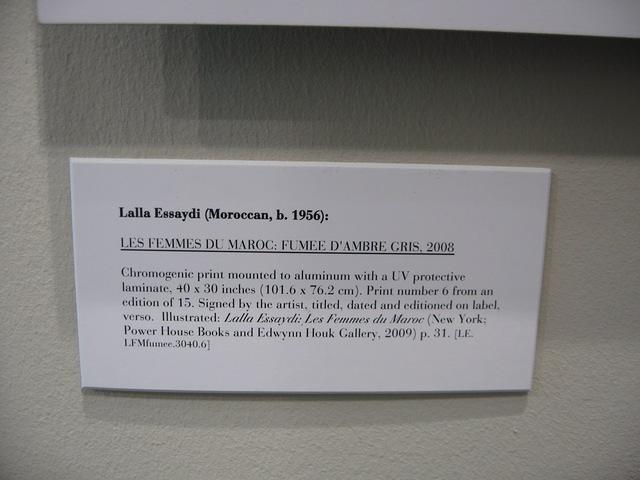 Lalla Essaydi (Moroccan, b. 1956):
LES FEMMES DU MAROC: FUMEE D'AMBRE GRIS, 2008
Chromogenic print mounted to aluminum with a UV protective
laminate, 40 x 30 inches (101.6 x 76.2 cm). Print number 6 from an
edition of 15. Signed by the artist, titled, dated and editioned on label,
verso. Illustrated: Lalla Essaydi: Les Femmes du Maroc (New York;
Power House Books and Edwynn Houk Gallery, 2009) p. 31. [LE.
LFMfumee.3040.6]